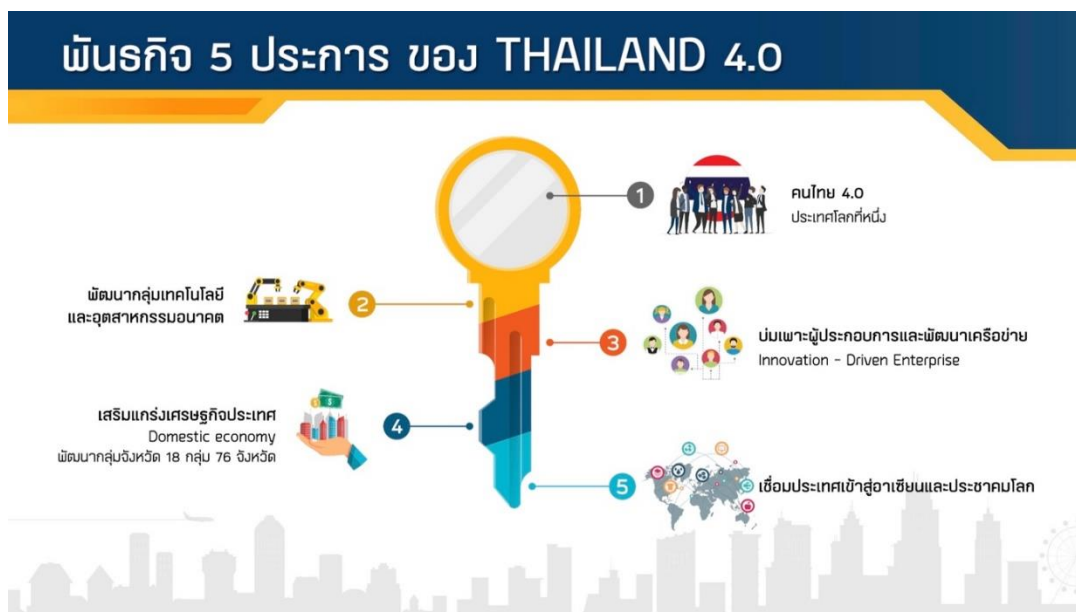 พันธกิจ 5 ประการ ของ THAILAND 4.0
1
คนไทย 4.0
ประเทศโลกที่หนึ่ง
2
พัฒนากลุ่มเทคโนโลยี
และอุตสาหกรรมอนาคต
3
บ่มเพาะผู้ประกอบการและพัฒนาเครือข่าย
Innovation - Driven Enterprise
4
เสริมแกร่งเศรษฐกิจประเทศ
Domestic economy
พัฒนากลุ่มจังหวัด 18 กลุ่ม 76 จังหวัด
5
เชื่อมประเทศเข้าสู่อาเซียนและประชาคมโลก